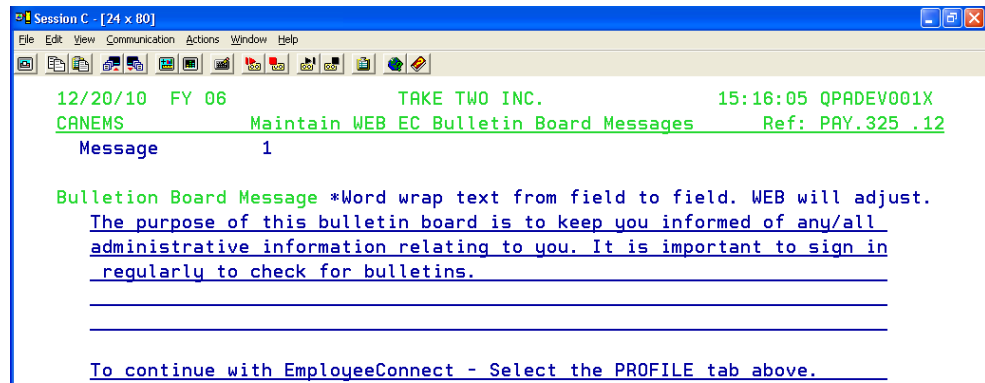 Session C - [24 x 80]
File Edit View Communication Actions Window Help
12/20/10 FY 06 TAKE TWO INC. 15:16:05 QPADEV001X
CANEMS Maintain WEB EC Bulletin Board Messages Ref: PAY.325 .12
Message 1
Bulletion Board Message *Word wrap text from field to field. WEB will adjust.
The purpose of this bulletin board is to keep you informed of any/all
administrative information relating to you. It is important to sign in
regularly to check for bulletins.
To continue with EmployeeConnect - Select the PROFILE tab above.